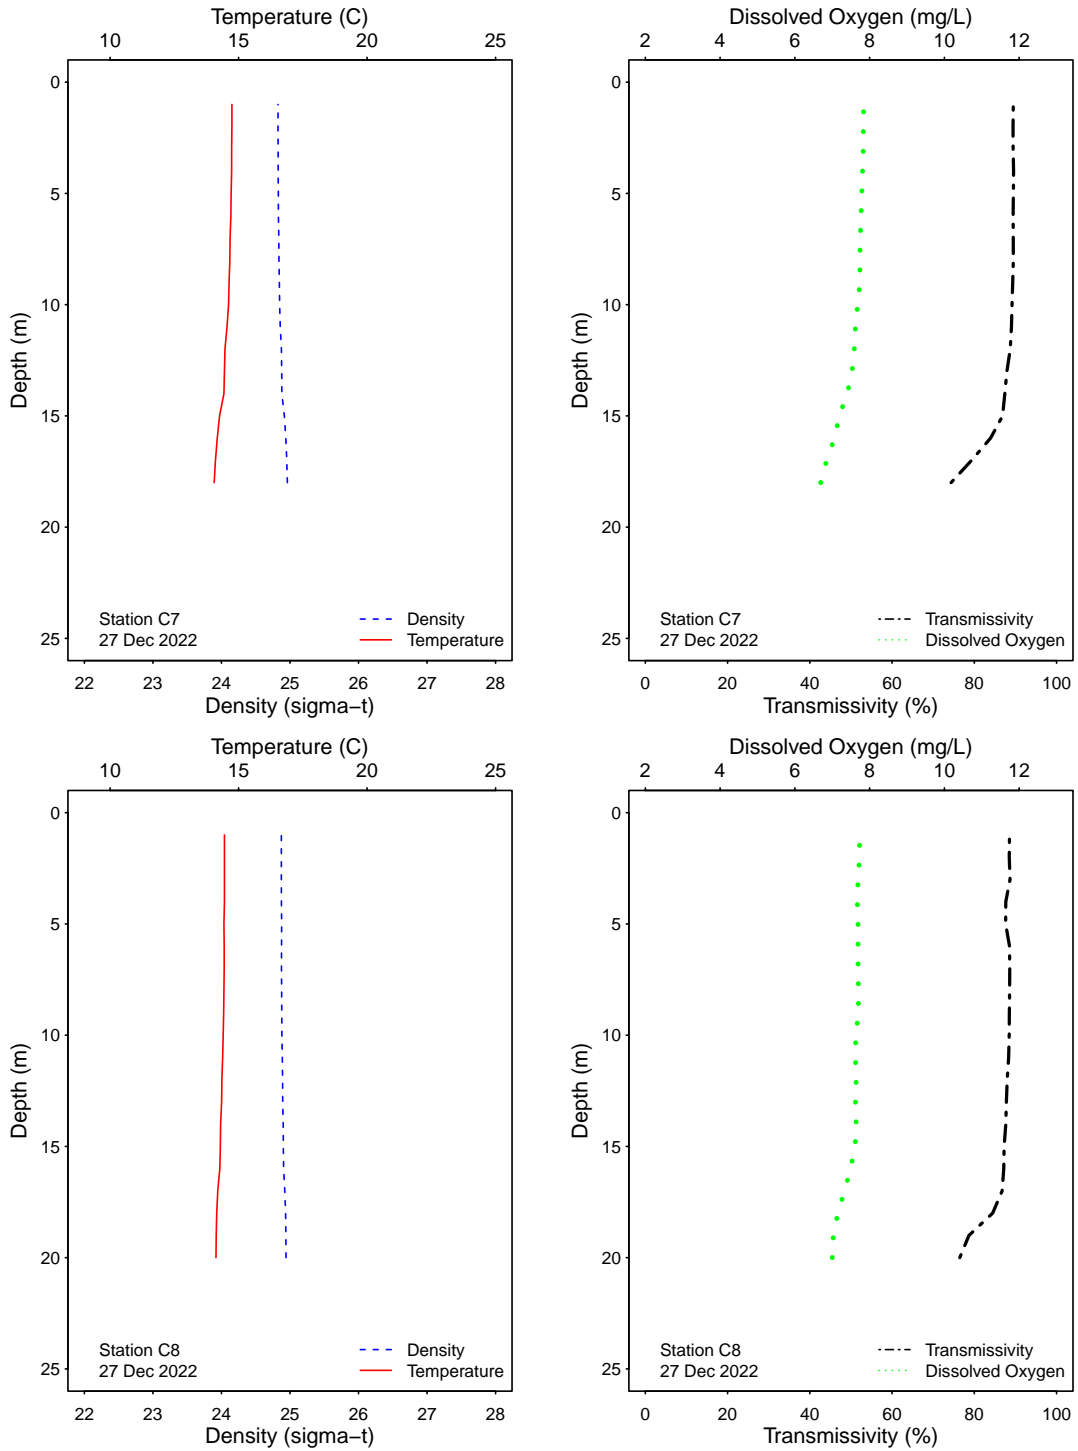 Temperature (C)
10 15 20 25
0
5
10
15
20
25
Depth (m)
Station C7
27 Dec 2022
Density
Temperature
22 23 24 25 26 27 28
Density (sigma−t)
Dissolved Oxygen (mg/L)
2 4 6 8 10 12
0
5
10
15
20
25
Depth (m)
Station C7
27 Dec 2022
Transmissivity
Dissolved Oxygen
0 20 40 60 80 100
Transmissivity (%)
Temperature (C)
10 15 20 25
0
5
10
15
20
25
Depth (m)
Station C8
27 Dec 2022
Density
Temperature
22 23 24 25 26 27 28
Density (sigma−t)
Dissolved Oxygen (mg/L)
2 4 6 8 10 12
0
5
10
15
20
25
Depth (m)
Station C8
27 Dec 2022
Transmissivity
Dissolved Oxygen
0 20 40 60 80 100
Transmissivity (%)